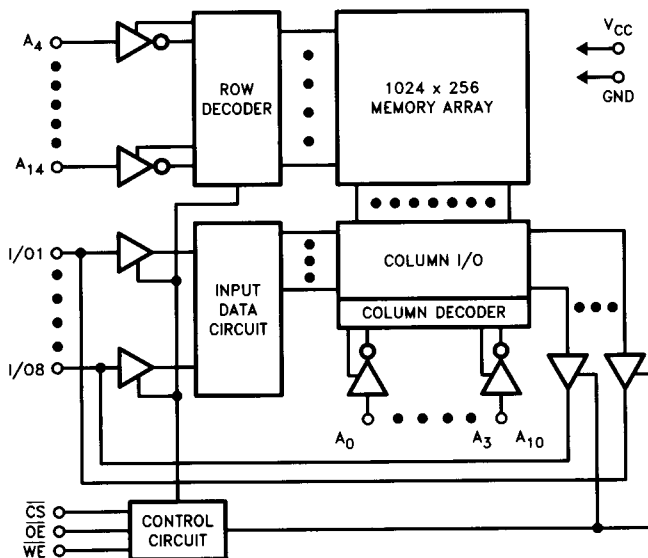 A4
A14
ROW
DECODER
1024 x 256
MEMORY ARRAY
VCC
GND
I/O1
I/O8
INPUT
DATA
CIRCUIT
COLUMN I/O
COLUMN DECODER
A0
A3
A10
CS
OE
WE
CONTROL
CIRCUIT